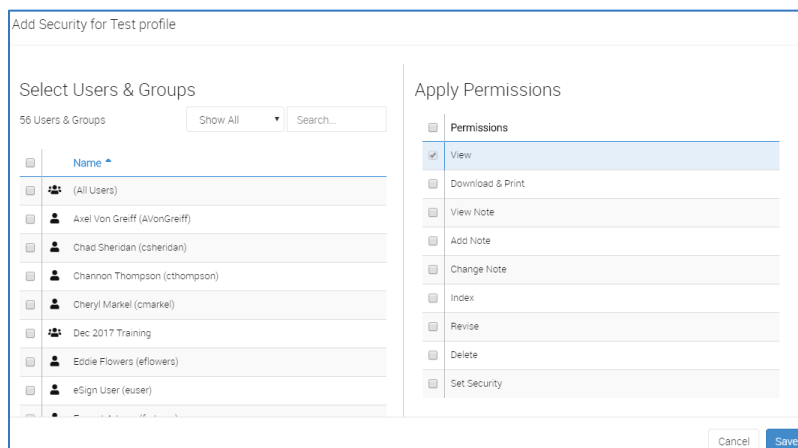 Add Security for Test profile
Select Users & Groups
56 Users & Groups
Show All
Search...
Name
(All Users)
Axel Von Greiff (AVonGreiff)
Chad Sheridan (csheridan)
Channon Thompson (cthompson)
Cheryl Markel (cmarkel)
Dec 2017 Training
Eddie Flowers (eflowers)
eSign User (euser)
Apply Permissions
Permissions
View
Download & Print
View Note
Add Note
Change Note
Index
Revise
Delete
Set Security
Cancel
Save